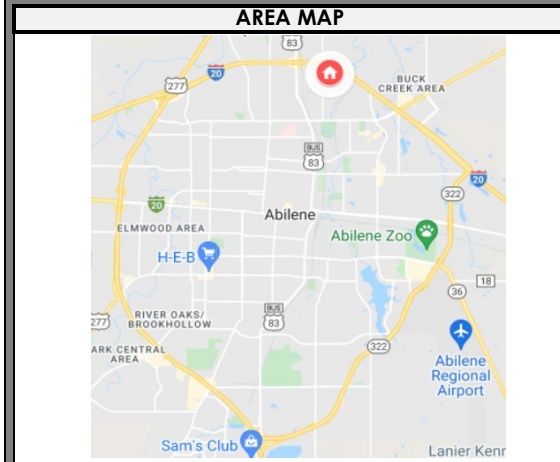 AREA MAP
83
20
277
BUCK
CREEK AREA
BUS
83
20
322
20
Abilene
ELMWOOD AREA
Abilene Zoo
H-E-B
18
36
RIVER OAKS/
BROOKHOLLOW
277
BUS
83
322
ARK CENTRAL
AREA
Abilene
Regional
Airport
Sam's Club
Lanier Kenr